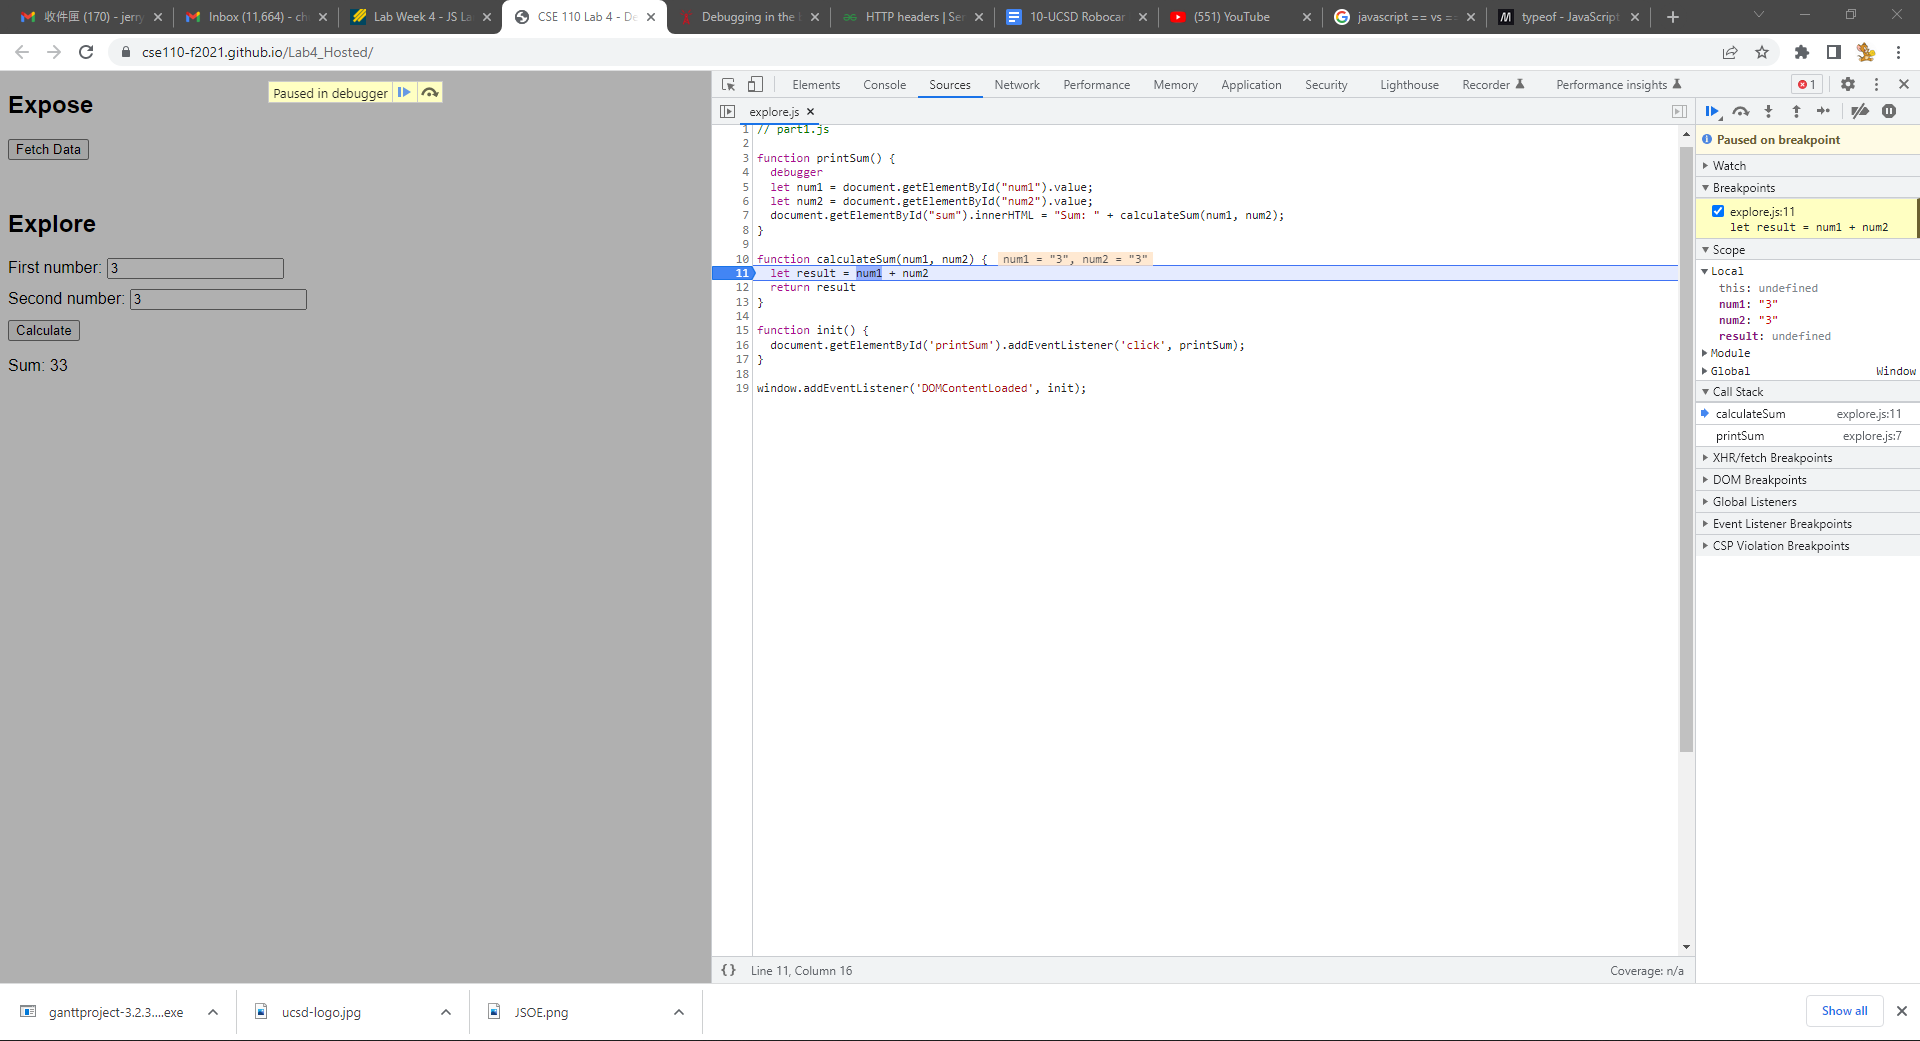 收件匣 (170) - jerry
Inbox (11,664) - ch
Lab Week 4 - JS La
CSE 110 Lab 4 - De
Debugging in the
HTTP headers | Ser
10-UCSD Robocar
(551) YouTube
javascript == vs ==
typeof - JavaScript
cse110-f2021.github.io/Lab4_Hosted/
Expose
Fetch Data
Paused in debugger
Explore
First number: 3
Second number: 3
Calculate
Sum: 33
Elements
Console
Sources
Network
Performance
Memory
Application
Security
Lighthouse
Recorder
Performance insights
1
explore.js
1 // part1.js
2
3 function printSum() {
4 debugger
5 let num1 = document.getElementById("num1").value;
6 let num2 = document.getElementById("num2").value;
7 document.getElementById("sum").innerHTML = "Sum: " + calculateSum(num1, num2);
8 }
9
10 function calculateSum(num1, num2) { num1 = "3", num2 = "3"
11 let result = num1 + num2
12 return result
13 }
14
15 function init() {
16 document.getElementById('printSum').addEventListener('click', printSum);
17 }
18
19 window.addEventListener('DOMContentLoaded', init);
{} Line 11, Column 16
Coverage: n/a
Paused on breakpoint
Watch
Breakpoints
explore.js:11
let result = num1 + num2
Scope
Local
this: undefined
num1: "3"
num2: "3"
result: undefined
Module
Global Window
Call Stack
calculateSum explore.js:11
printSum explore.js:7
XHR/fetch Breakpoints
DOM Breakpoints
Global Listeners
Event Listener Breakpoints
CSP Violation Breakpoints
ganttproject-3.2.3....exe
ucsd-logo.jpg
JSOE.png
Show all